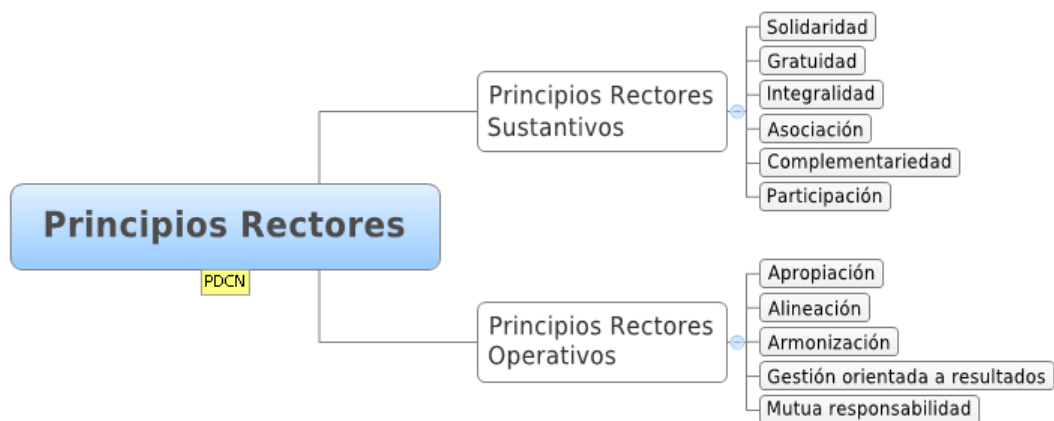 Principios Rectores
PDCN
Principios Rectores
Sustantivos
Solidaridad
Gratuidad
Integralidad
Asociación
Complementariedad
Participación
Principios Rectores
Operativos
Apropiación
Alineación
Armonización
Gestión orientada a resultados
Mutua responsabilidad